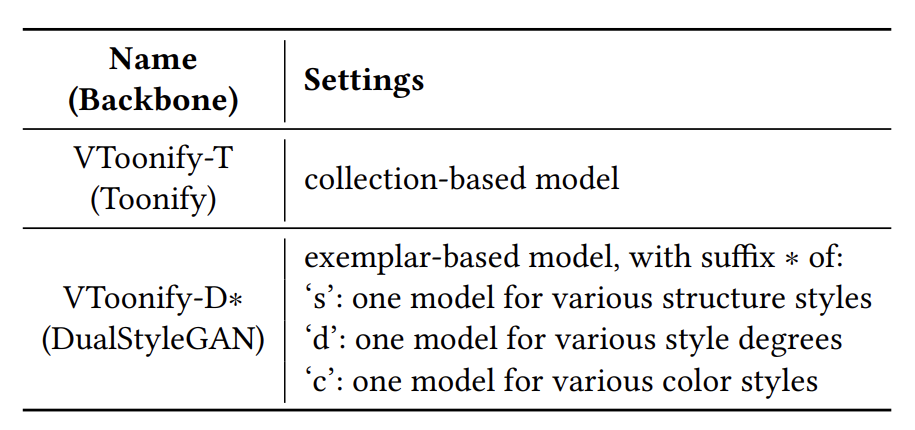 Name
(Backbone)
Settings
VToonify-T
(Toonify)
collection-based model
VToonify-D∗
(DualStyleGAN)
exemplar-based model, with suffix ∗ of:
‘s’: one model for various structure styles
‘d’: one model for various style degrees
‘c’: one model for various color styles